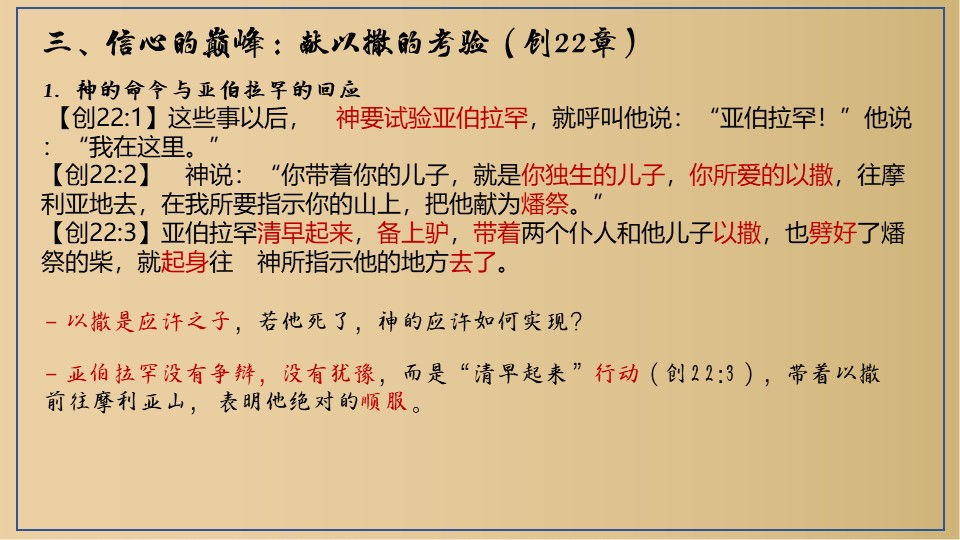 三、信心的巅峰：献以撒的考验（创22章）
1. 神的命令与亚伯拉罕的回应
【创22:1】这些事以后，　神要试验亚伯拉罕，就呼叫他说：“亚伯拉罕！”他说
：“我在这里。”
【创22:2】　神说：“你带着你的儿子，就是你独生的儿子，你所爱的以撒，往摩
利亚地去，在我所要指示你的山上，把他献为燔祭。”
【创22:3】亚伯拉罕清早起来，备上驴，带着两个仆人和他儿子以撒，也劈好了燔
祭的柴，就起身往　神所指示他的地方去了。
- 以撒是应许之子，若他死了，神的应许如何实现？
- 亚伯拉罕没有争辩，没有犹豫，而是“清早起来”行动（创22:3），带着以撒
前往摩利亚山，表明他绝对的顺服。